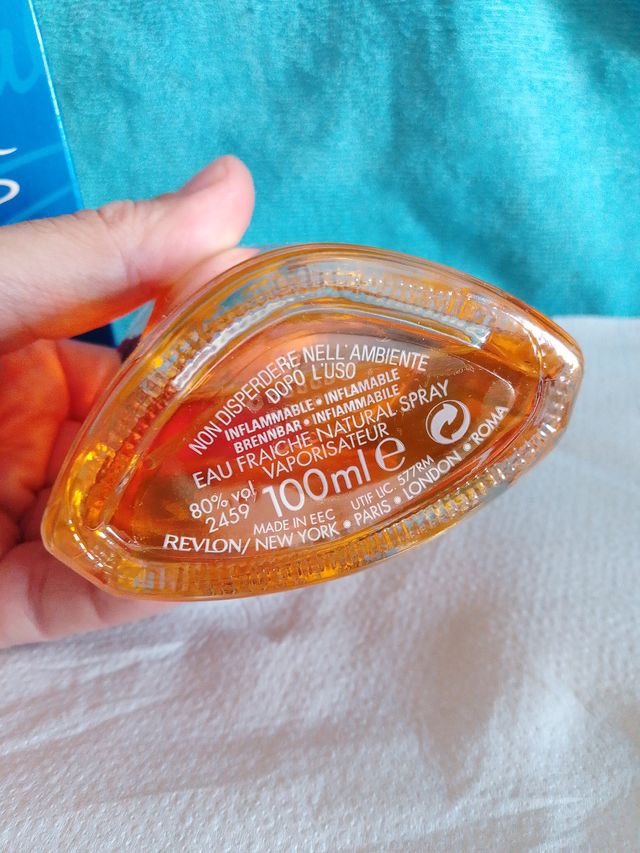 NON DISPERDERE NELL'AMBIENTE
DOPO L'USO
INFLAMMABLE • INFLAMABLE
BRENNBAR • INFIAMMABILE
EAU FRAICHE NATURAL SPRAY
VAPORISATEUR
80% vol 100ml e
2459 UTIF LIC. 577RM
MADE IN EEC
REVLON/ NEW YORK • PARIS • LONDON • ROMA